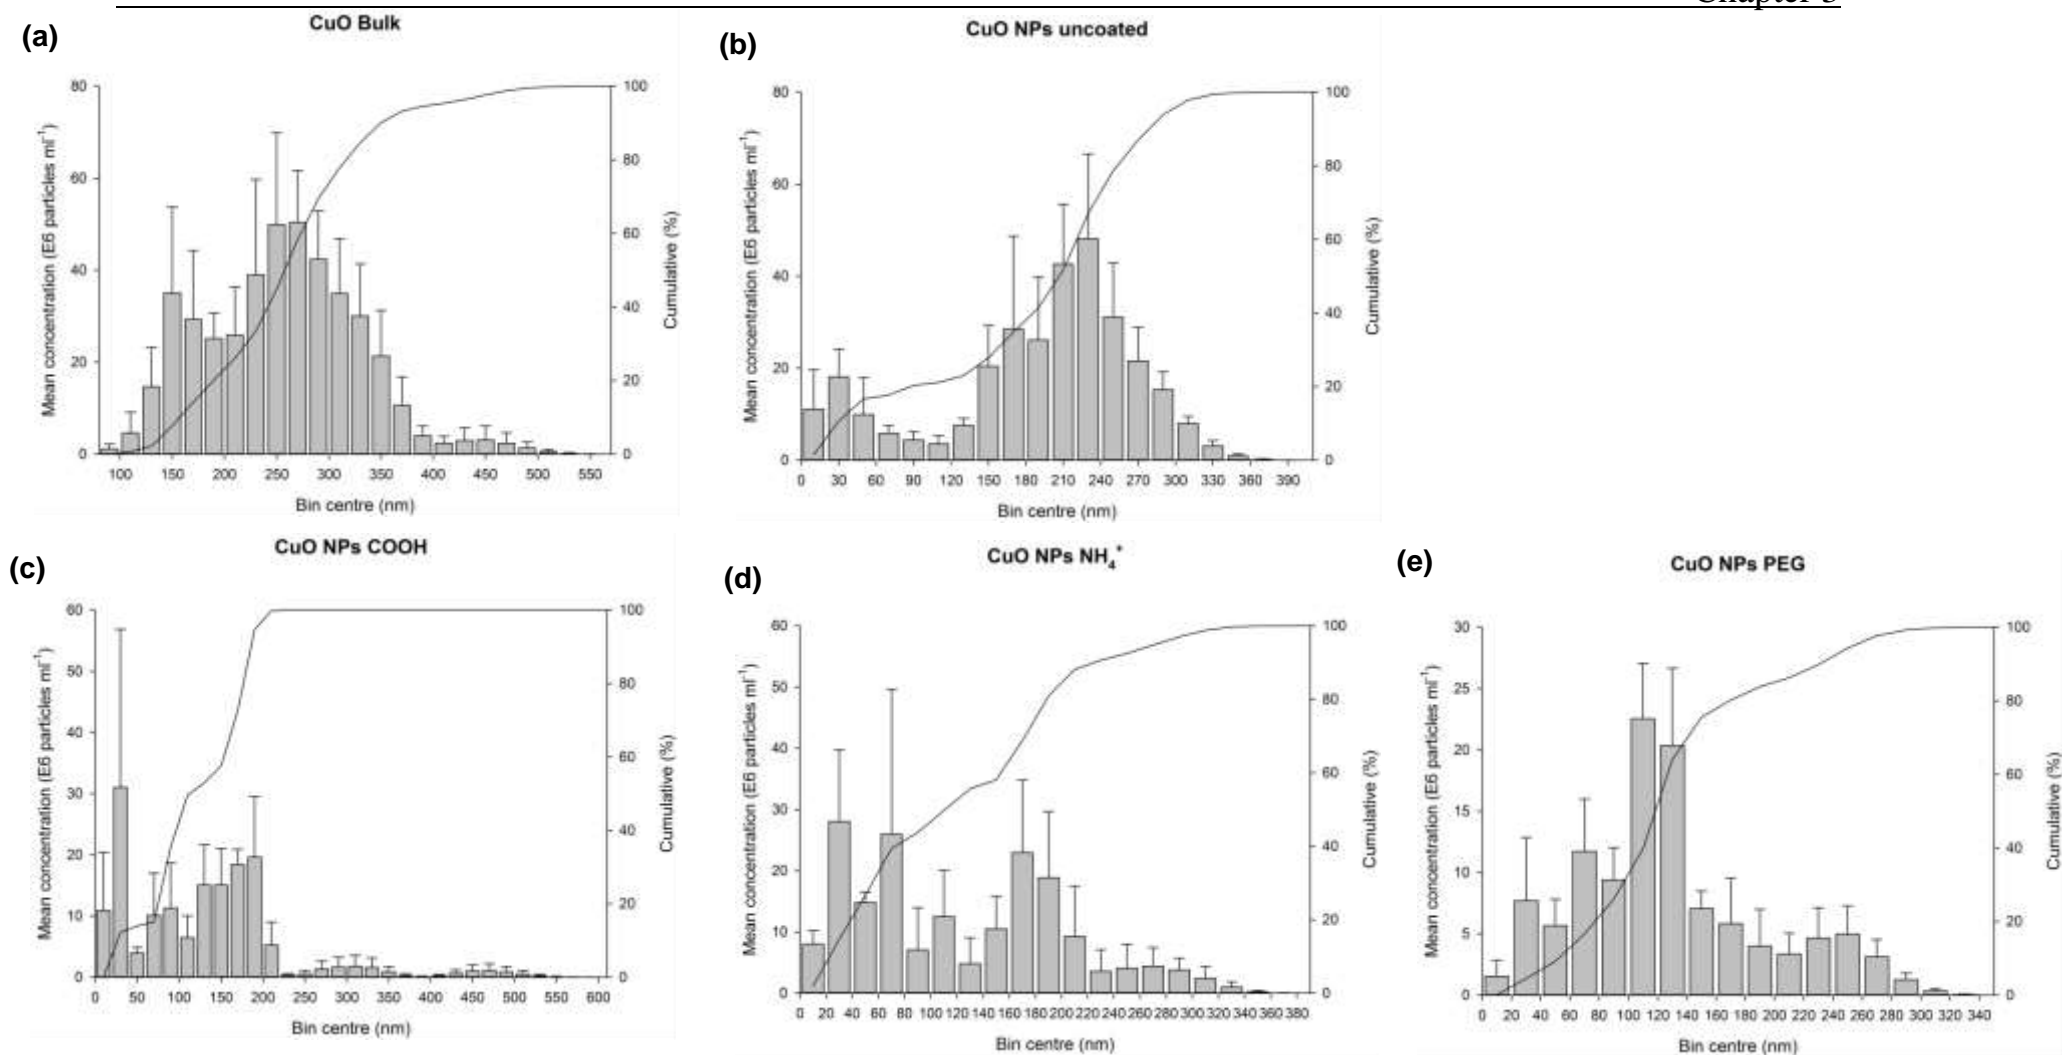 Chapter 3
(a)
CuO Bulk
Mean concentration (E6 particles ml⁻¹)
80
60
40
20
0
100
80
60
40
20
0
Cumulative (%)
100 150 200 250 300 350 400 450 500 550
Bin centre (nm)
(b)
CuO NPs uncoated
Mean concentration (E6 particles ml⁻¹)
80
60
40
20
0
100
80
60
40
20
0
Cumulative (%)
0 30 60 90 120 150 180 210 240 270 300 330 360 390
Bin centre (nm)
(c)
CuO NPs COOH
Mean concentration (E6 particles ml⁻¹)
60
50
40
30
20
10
0
100
80
60
40
20
0
Cumulative (%)
0 50 100 150 200 250 300 350 400 450 500 550 600
Bin centre (nm)
(d)
CuO NPs NH₄⁺
Mean concentration (E6 particles ml⁻¹)
60
50
40
30
20
10
0
100
80
60
40
20
0
Cumulative (%)
0 20 40 60 80 100 120 140 160 180 200 220 240 260 280 300 320 340 360 380
Bin centre (nm)
(e)
CuO NPs PEG
Mean concentration (E6 particles ml⁻¹)
30
25
20
15
10
5
0
100
80
60
40
20
0
Cumulative (%)
0 20 40 60 80 100 120 140 160 180 200 220 240 260 280 300 320 340
Bin centre (nm)